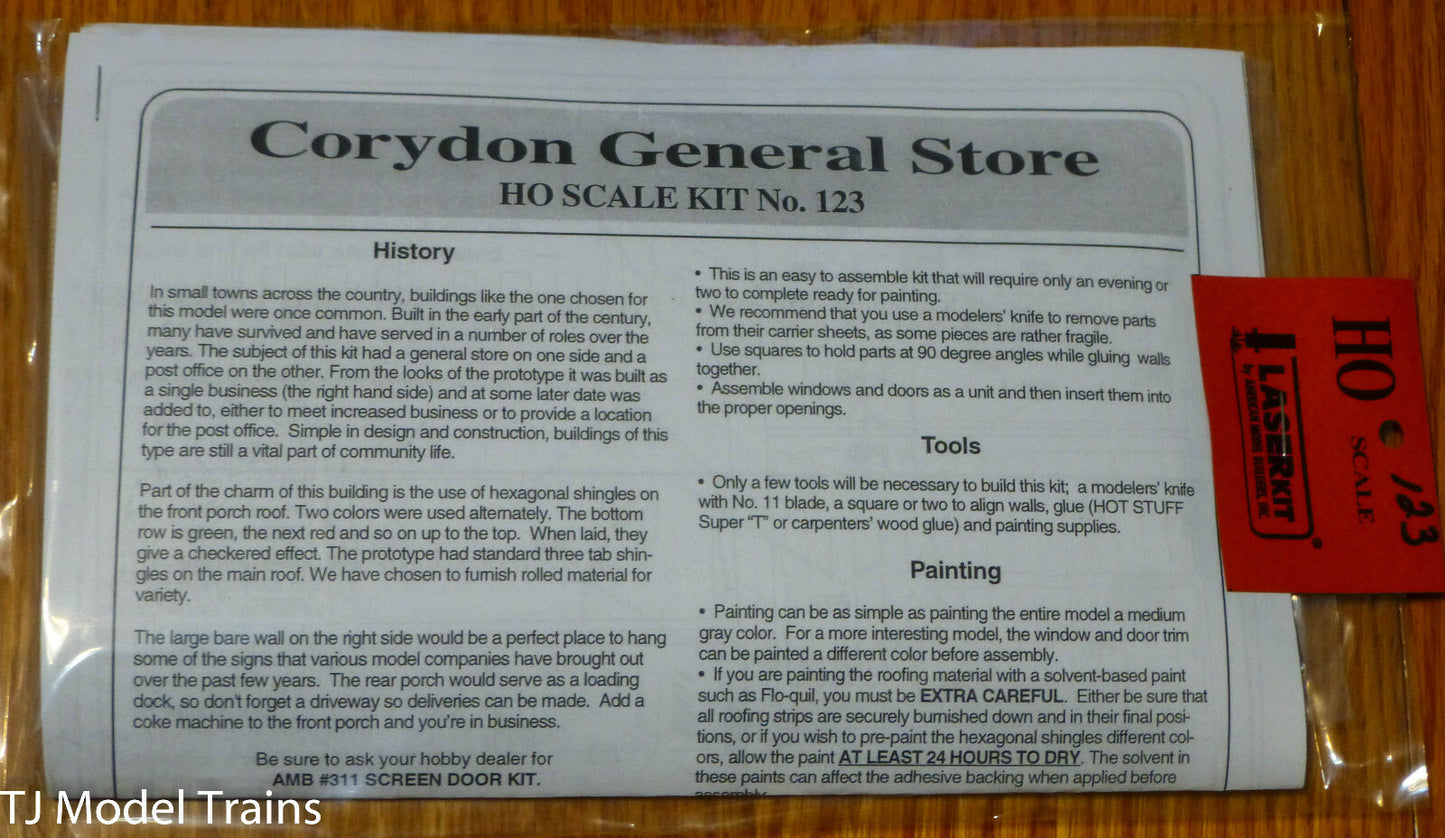 Corydon General Store
HO SCALE KIT No. 123
History
In small towns across the country, buildings like the one chosen for
this model were once common. Built in the early part of the century,
many have survived and have served in a number of roles over the
years. The subject of this kit had a general store on one side and a
post office on the other. From the looks of the prototype it was built as
a single business (the right hand side) and at some later date was
added to, either to meet increased business or to provide a location
for the post office. Simple in design and construction, buildings of this
type are still a vital part of community life.
Part of the charm of this building is the use of hexagonal shingles on
the front porch roof. Two colors were used alternately. The bottom
row is green, the next red and so on up to the top. When laid, they
give a checkered effect. The prototype had standard three tab shin-
gles on the main roof. We have chosen to furnish rolled material for
variety.
The large bare wall on the right side would be a perfect place to hang
some of the signs that various model companies have brought out
over the past few years. The rear porch would serve as a loading
dock, so don't forget a driveway so deliveries can be made. Add a
coke machine to the front porch and you're in business.
Be sure to ask your hobby dealer for
AMB #311 SCREEN DOOR KIT.
• This is an easy to assemble kit that will require only an evening or
two to complete ready for painting.
• We recommend that you use a modelers' knife to remove parts
from their carrier sheets, as some pieces are rather fragile.
• Use squares to hold parts at 90 degree angles while gluing walls
together.
• Assemble windows and doors as a unit and then insert them into
the proper openings.
Tools
• Only a few tools will be necessary to build this kit; a modelers' knife
with No. 11 blade, a square or two to align walls, glue (HOT STUFF
Super "T" or carpenters' wood glue) and painting supplies.
Painting
• Painting can be as simple as painting the entire model a medium
gray color. For a more interesting model, the window and door trim
can be painted a different color before assembly.
• If you are painting the roofing material with a solvent-based paint
such as Flo-quil, you must be EXTRA CAREFUL. Either be sure that
all roofing strips are securely burnished down and in their final posi-
tions, or if you wish to pre-paint the hexagonal shingles different col-
ors, allow the paint AT LEAST 24 HOURS TO DRY. The solvent in
these papers can affect the adhesive backing when applied before
assembly.
HO SCALE
123
LASERKIT®
by AMERICAN MODEL BUILDERS, INC.
TJ Model Trains